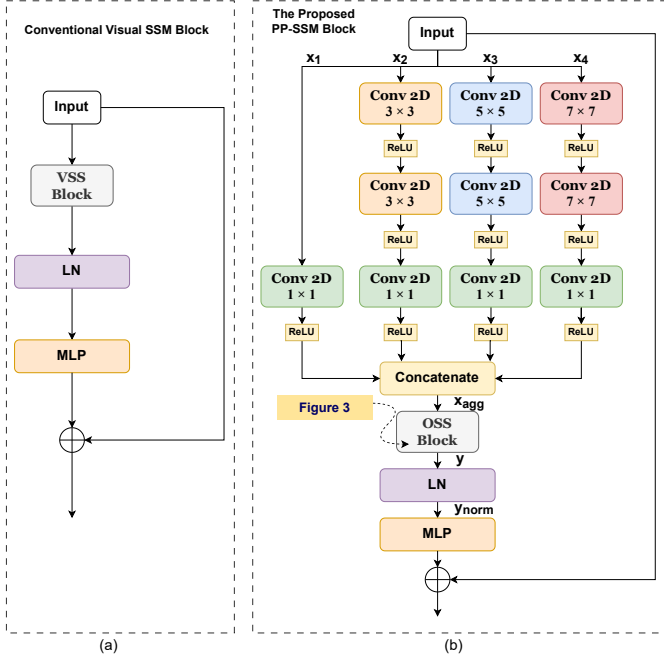 Conventional Visual SSM Block
Input
VSS
Block
LN
MLP
(a)
The Proposed
PP-SSM Block
Input
x1 x2 x3 x4
Conv 2D
3 × 3
Conv 2D
5 × 5
Conv 2D
7 × 7
ReLU ReLU ReLU
Conv 2D
3 × 3
Conv 2D
5 × 5
Conv 2D
7 × 7
ReLU ReLU ReLU
Conv 2D
1 × 1
Conv 2D
1 × 1
Conv 2D
1 × 1
Conv 2D
1 × 1
ReLU ReLU ReLU ReLU
Concatenate
xagg
Figure 3
OSS
Block
y
LN
ynorm
MLP
(b)